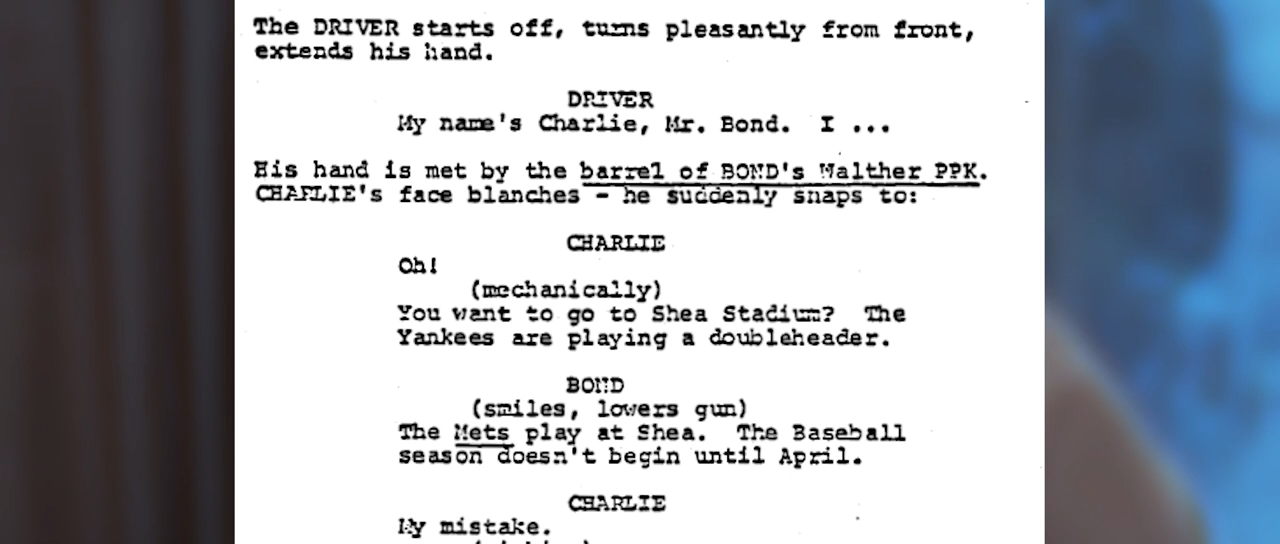 The DRIVER starts off, turns pleasantly from front,
extends his hand.
DRIVER
My name's Charlie, Mr. Bond. I ...
His hand is met by the barrel of BOND's Walther PPK.
CHARLIE's face blanches - he suddenly snaps to:
CHARLIE
Oh!
(mechanically)
You want to go to Shea Stadium? The
Yankees are playing a doubleheader.
BOND
(smiles, lowers gun)
The Mets play at Shea. The Baseball
season doesn't begin until April.
CHARLIE
My mistake.